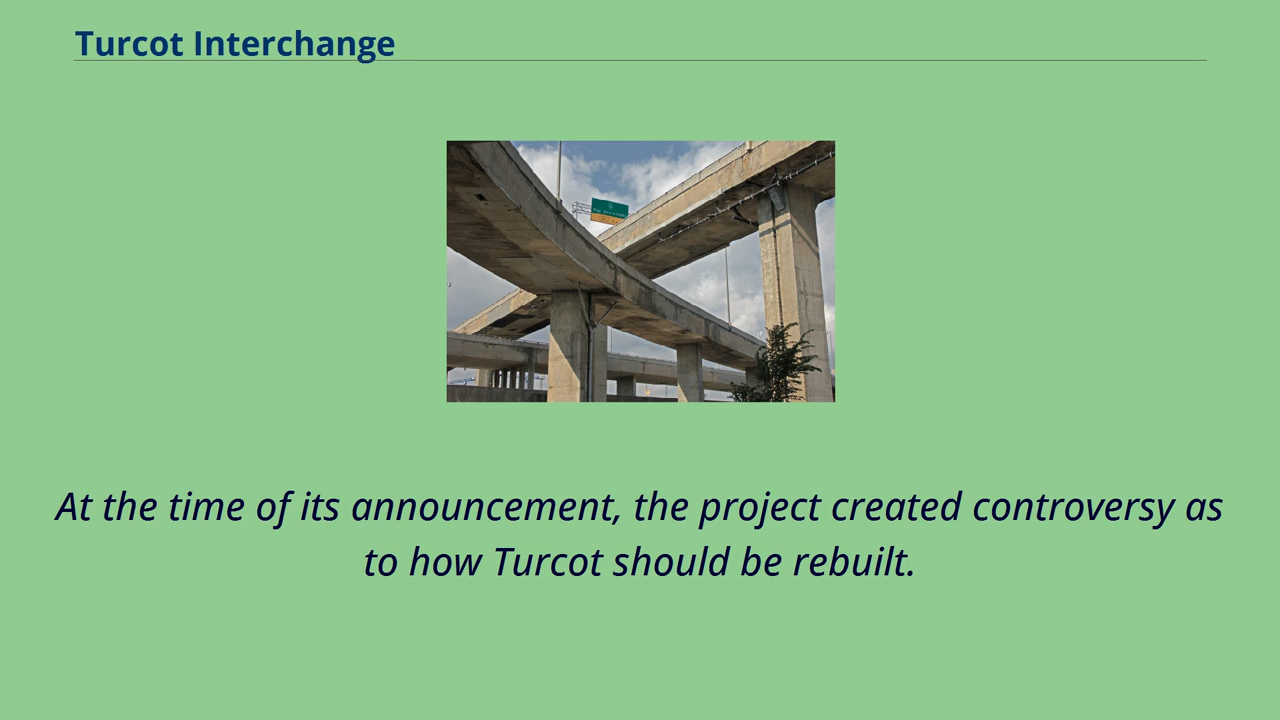 Turcot Interchange
At the time of its announcement, the project created controversy as
to how Turcot should be rebuilt.